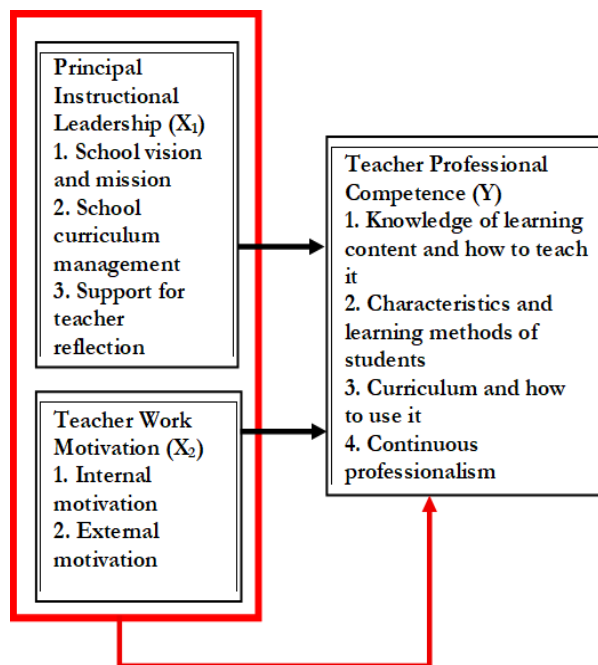 Principal
Instructional
Leadership (X₁)
1. School vision
and mission
2. School
curriculum
management
3. Support for
teacher
reflection
Teacher Work
Motivation (X₂)
1. Internal
motivation
2. External
motivation
Teacher Professional
Competence (Y)
1. Knowledge of learning
content and how to teach
it
2. Characteristics and
learning methods of
students
3. Curriculum and how
to use it
4. Continuous
professionalism